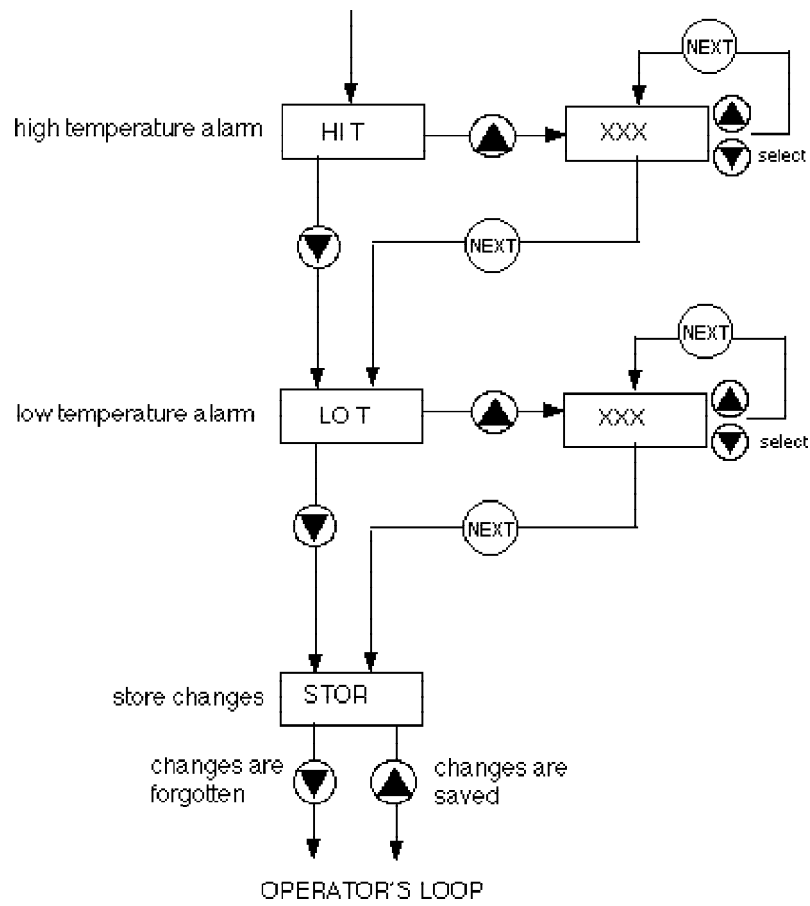 NEXT
high temperature alarm
HI T
XXX
select
NEXT
NEXT
low temperature alarm
LO T
XXX
select
NEXT
store changes
STOR
changes are
forgotten
changes are
saved
OPERATOR'S LOOP